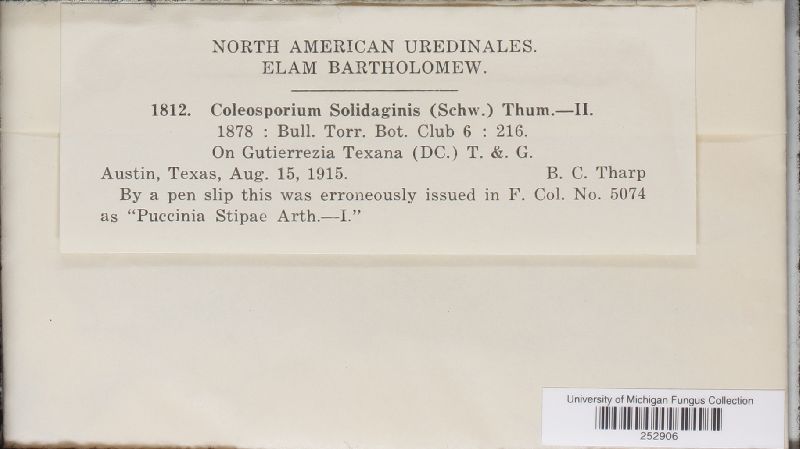 NORTH AMERICAN UREDINALES.
ELAM BARTHOLOMEW.
1812. Coleosporium Solidaginis (Schw.) Thum.—II.
1878 : Bull. Torr. Bot. Club 6 : 216.
On Gutierrezia Texana (DC.) T. &. G.
Austin, Texas, Aug. 15, 1915. B. C. Tharp
By a pen slip this was erroneously issued in F. Col. No. 5074
as “Puccinia Stipae Arth.—I.”
University of Michigan Fungus Collection
252906